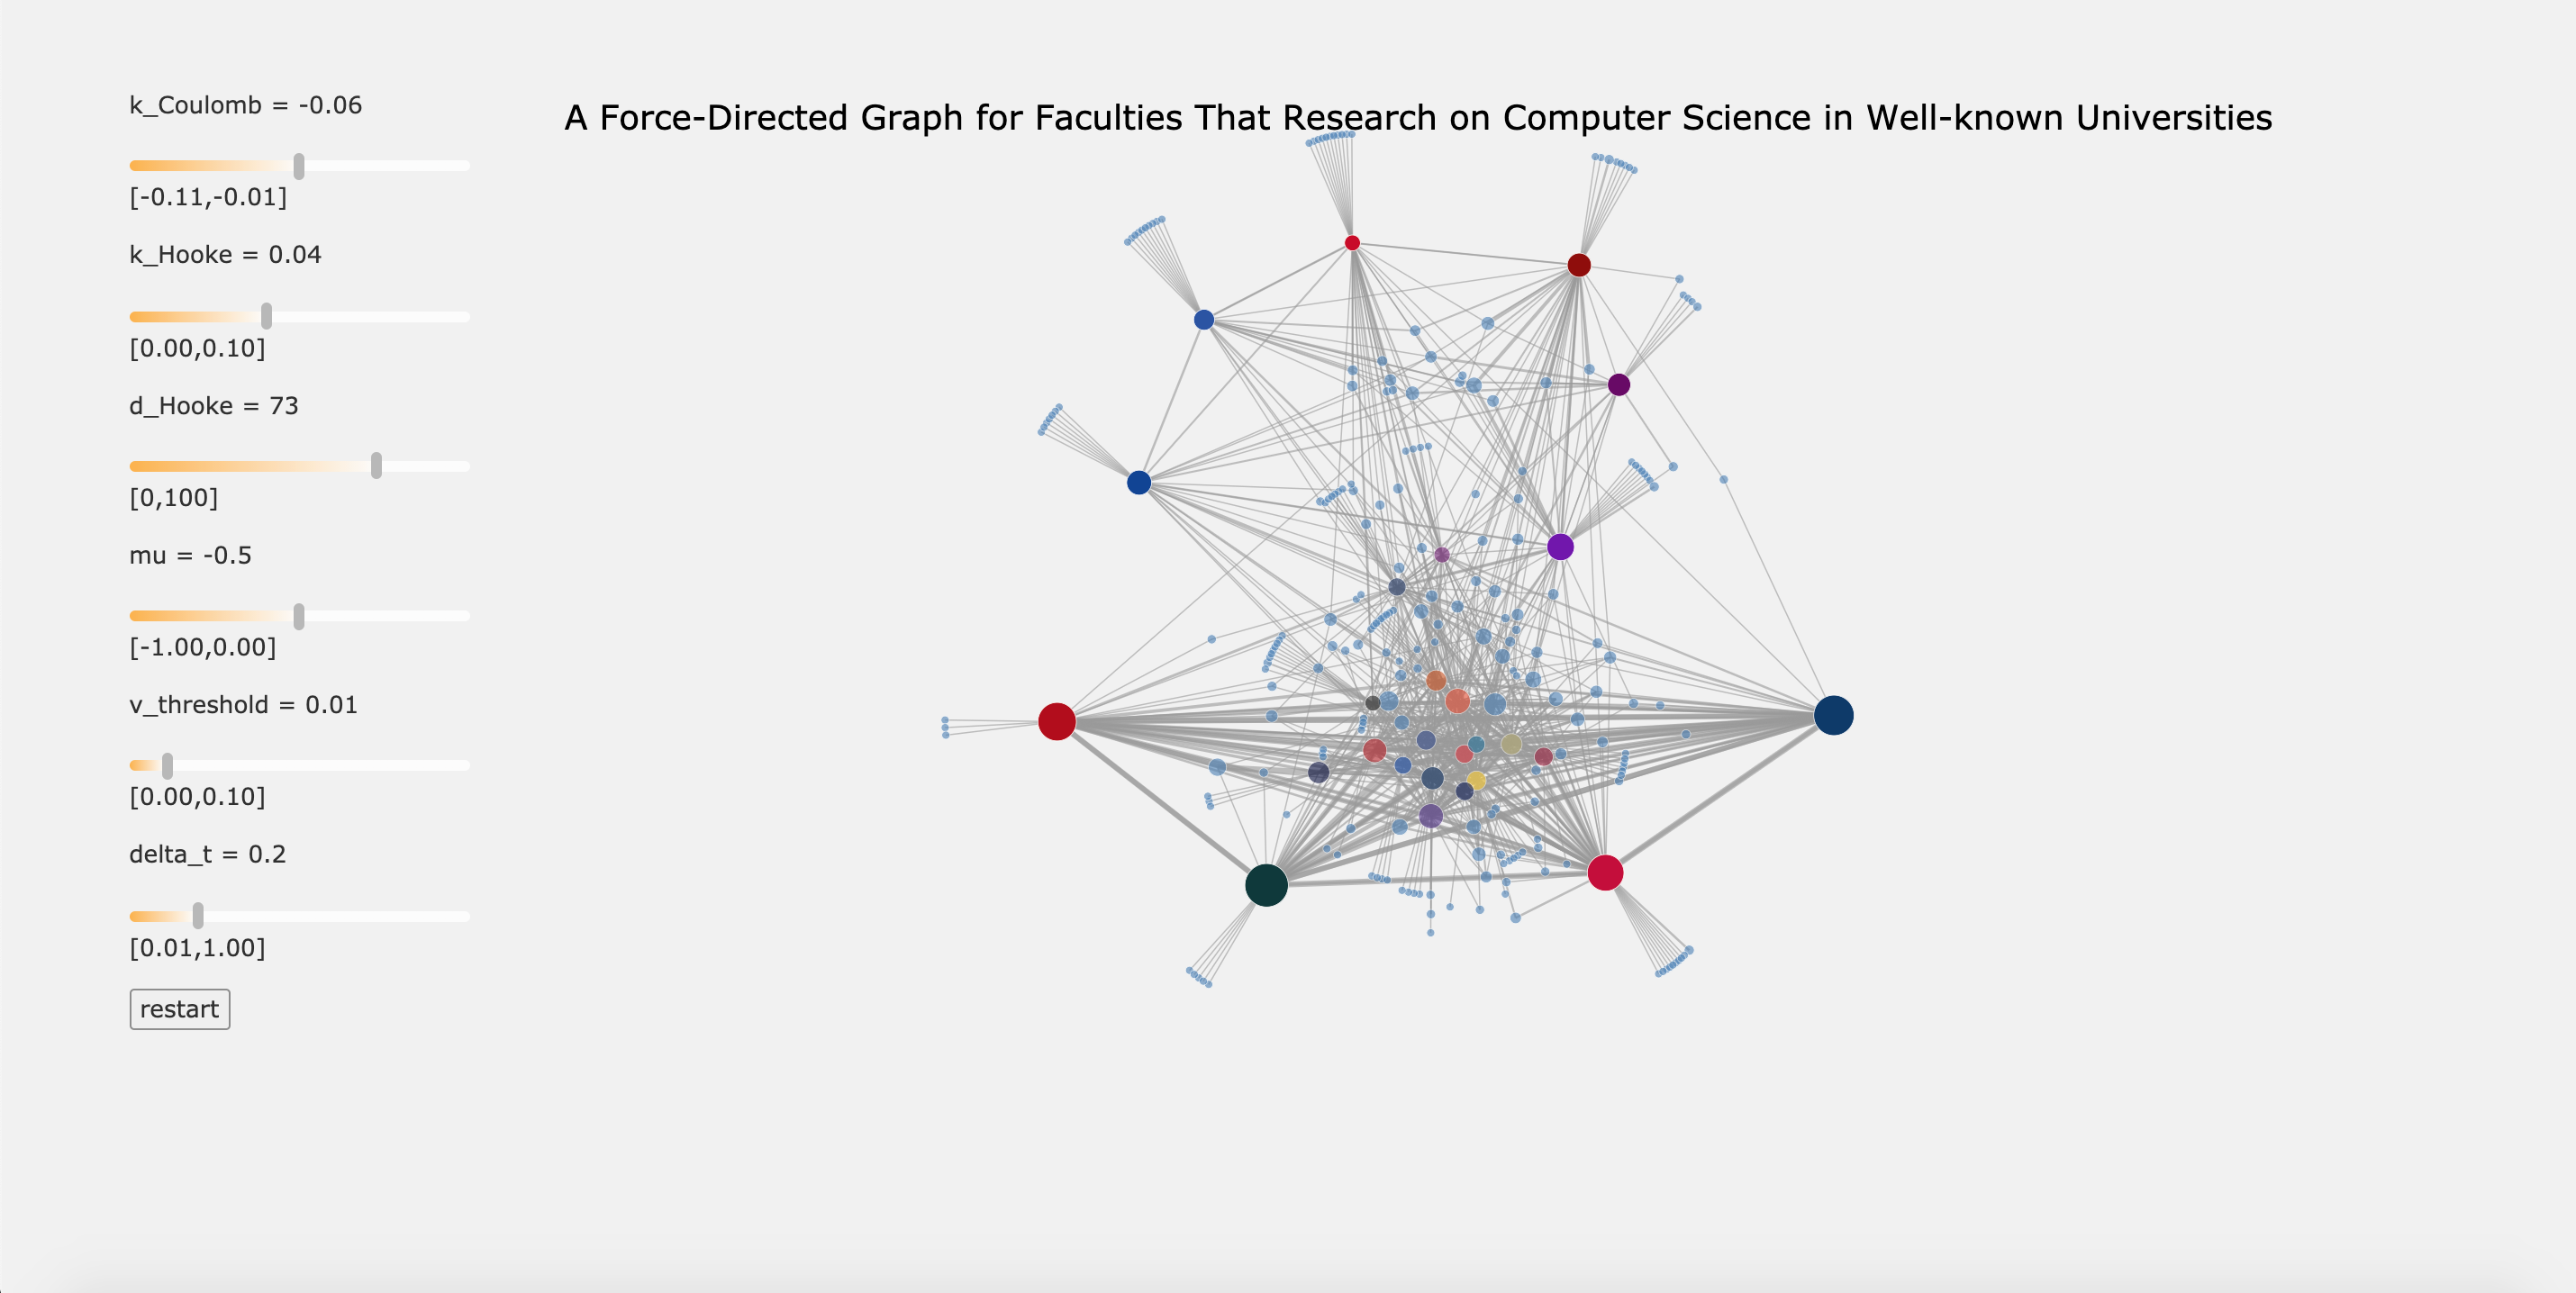 A Force-Directed Graph for Faculties That Research on Computer Science in Well-known Universities
k_Coulomb = -0.06
[-0.11,-0.01]
k_Hooke = 0.04
[0.00,0.10]
d_Hooke = 73
[0,100]
mu = -0.5
[-1.00,0.00]
v_threshold = 0.01
[0.00,0.10]
delta_t = 0.2
[0.01,1.00]
restart